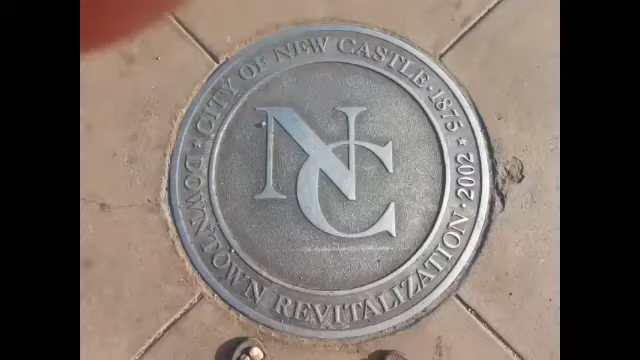 CITY OF NEW CASTLE · 1875 ★ 2002 · DOWNTOWN REVITALIZATION ·
NC